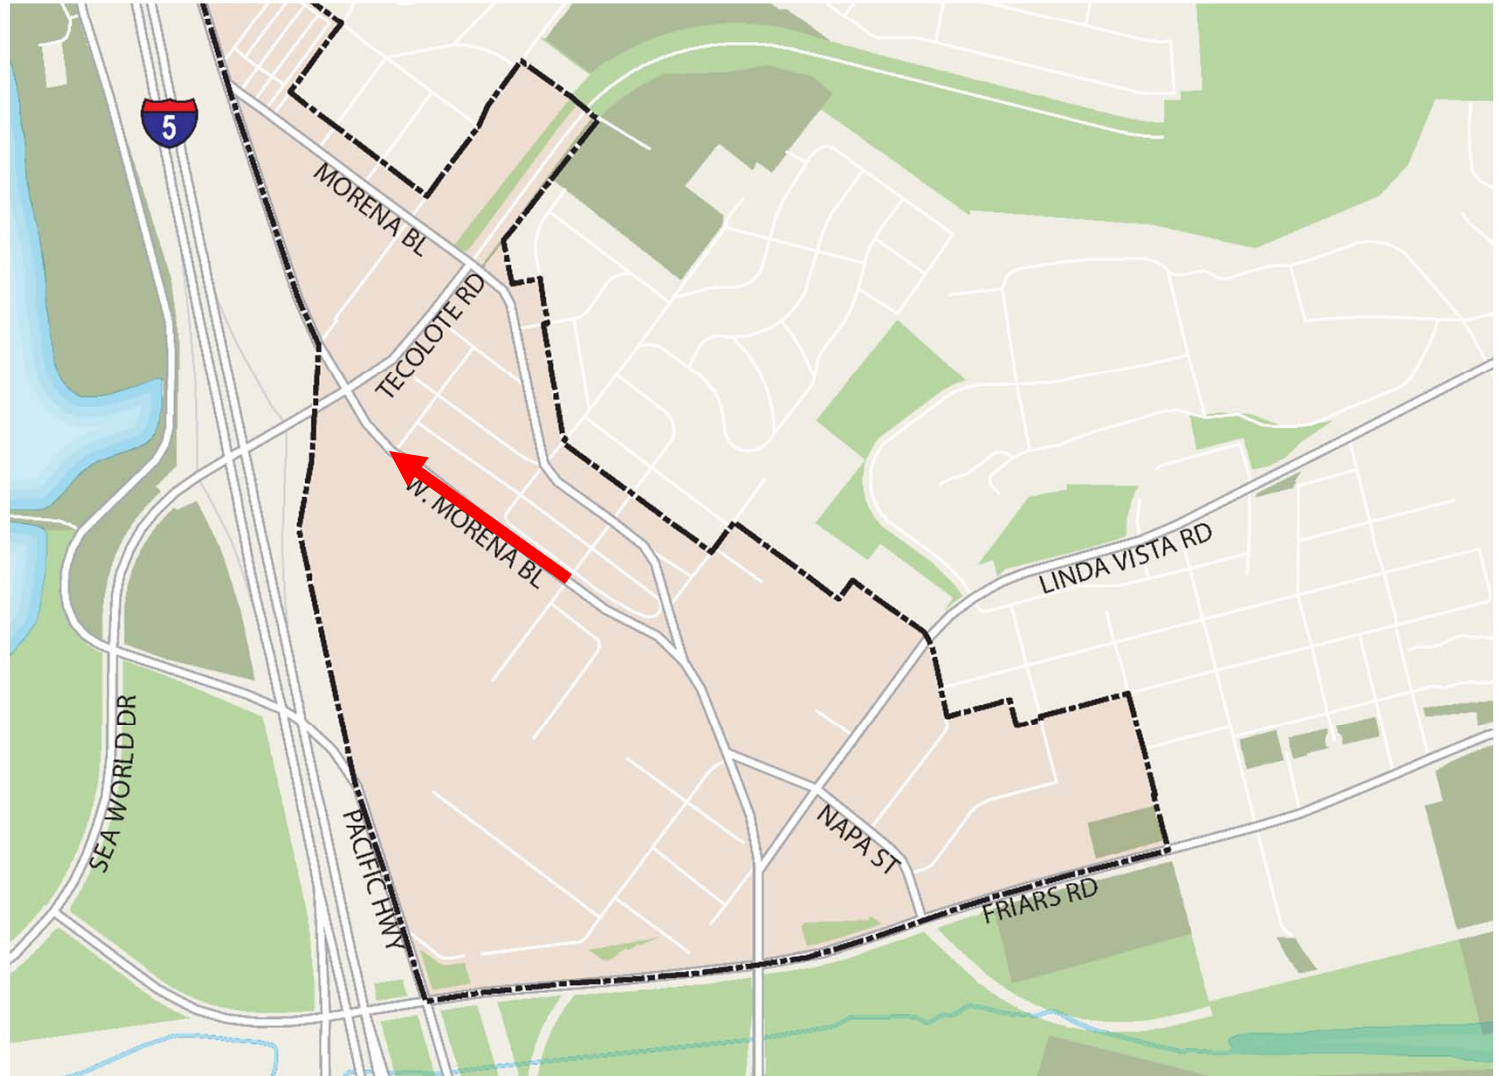 5
MORENA BL
TECOLOTE RD
W. MORENA BL
LINDA VISTA RD
SEA WORLD DR
PACIFIC HWY
NAPA ST
FRIARS RD